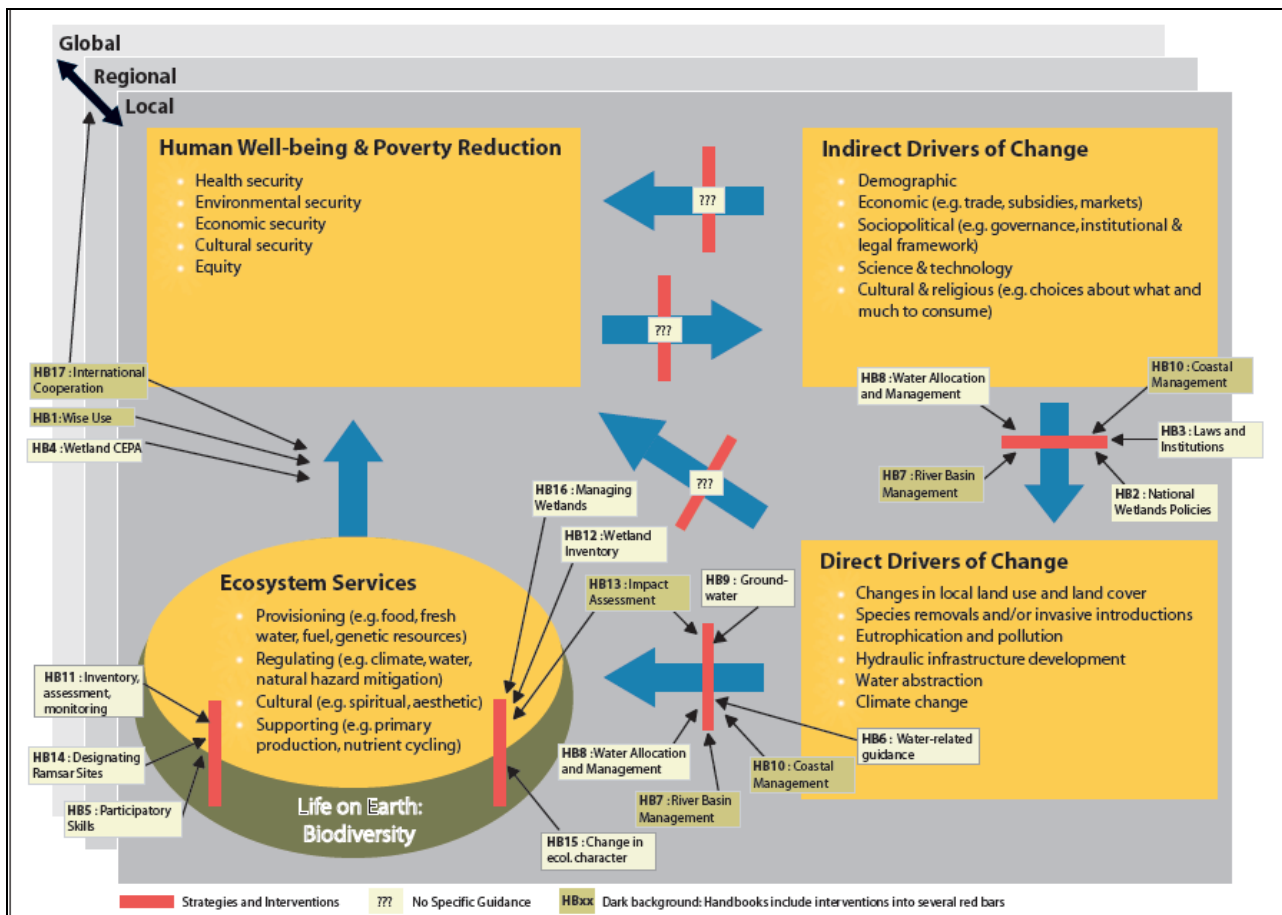 Global
Regional
Local
Human Well-being & Poverty Reduction
Health security
Environmental security
Economic security
Cultural security
Equity
???
???
Indirect Drivers of Change
Demographic
Economic (e.g. trade, subsidies, markets)
Sociopolitical (e.g. governance, institutional &
legal framework)
Science & technology
Cultural & religious (e.g. choices about what and
much to consume)
HB17 : International
Cooperation
HB1: Wise Use
HB4 : Wetland CEPA
HB8 : Water Allocation
and Management
HB10 : Coastal
Management
HB3 : Laws and
Institutions
HB7 : River Basin
Management
HB2 : National
Wetlands Policies
???
HB16 : Managing
Wetlands
HB12 : Wetland
Inventory
HB13 : Impact
Assessment
HB9 : Ground-
water
Ecosystem Services
Provisioning (e.g. food, fresh
water, fuel, genetic resources)
Regulating (e.g. climate, water,
natural hazard mitigation)
Cultural (e.g. spiritual, aesthetic)
Supporting (e.g. primary
production, nutrient cycling)
Life on Earth:
Biodiversity
HB11 : Inventory,
assessment,
monitoring
HB14 : Designating
Ramsar Sites
HB5 : Participatory
Skills
HB15 : Change in
ecol. character
HB8 : Water Allocation
and Management
HB7 : River Basin
Management
HB10 : Coastal
Management
HB6 : Water-related
guidance
Direct Drivers of Change
Changes in local land use and land cover
Species removals and/or invasive introductions
Eutrophication and pollution
Hydraulic infrastructure development
Water abstraction
Climate change
Strategies and Interventions
??? No Specific Guidance
HBxx Dark background: Handbooks include interventions into several red bars